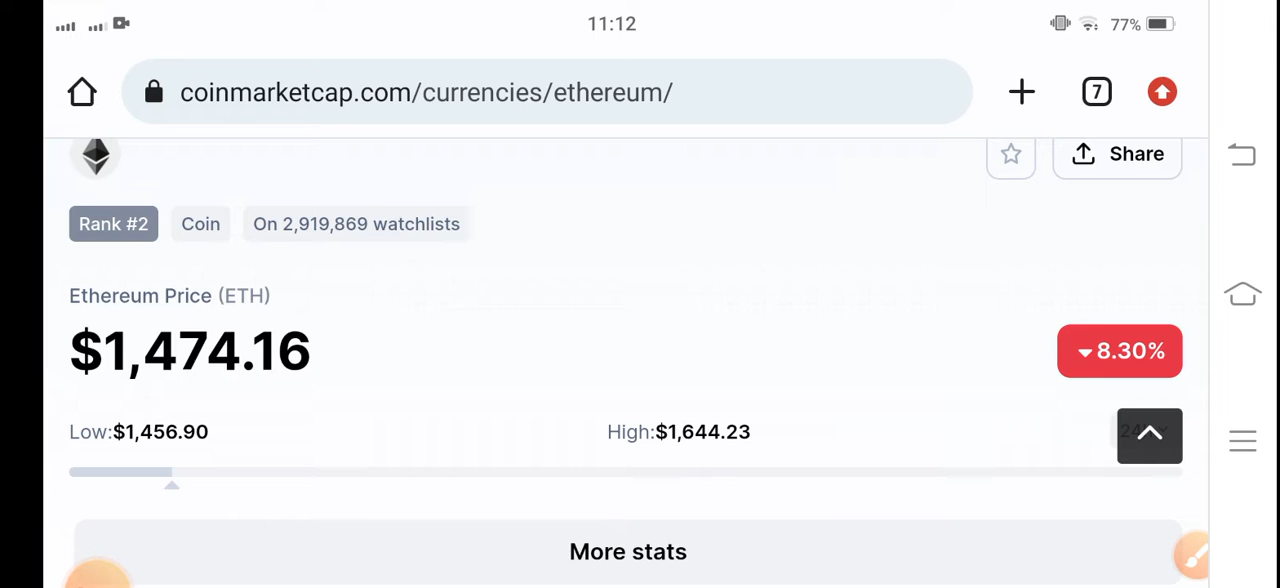 11:12
77%
coinmarketcap.com/currencies/ethereum/
7
Share
Rank #2 Coin On 2,919,869 watchlists
Ethereum Price (ETH)
$1,474.16
8.30%
Low:$1,456.90 High:$1,644.23
More stats